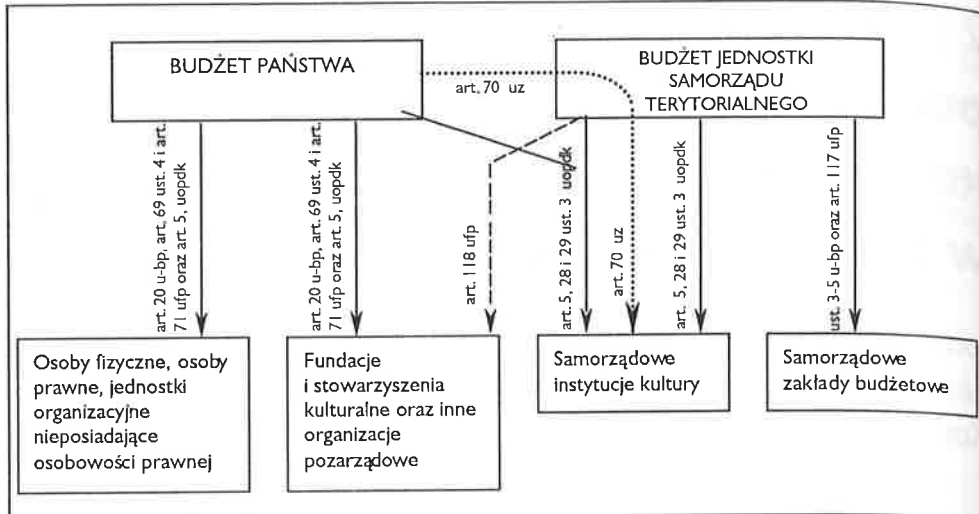 BUDŻET PAŃSTWA
BUDŻET JEDNOSTKI
SAMORZĄDU
TERYTORIALNEGO
art. 70 uz
art. 20 u-bp, art. 69 ust. 4 i art.
71 ufp oraz art. 5, uopdk
art. 20 u-bp, art. 69 ust. 4 i art.
71 ufp oraz art. 5, uopdk
art. 118 ufp
art. 5, 28 i 29 ust. 3 uopdk
art. 70 uz
art. 5, 28 i 29 ust. 3 uopdk
ust. 3-5 u-bp oraz art. 117 ufp
Osoby fizyczne, osoby
prawne, jednostki
organizacyjne
nieposiadające
osobowości prawnej
Fundacje
i stowarzyszenia
kulturalne oraz inne
organizacje
pozarządowe
Samorządowe
instytucje kultury
Samorządowe
zakłady budżetowe